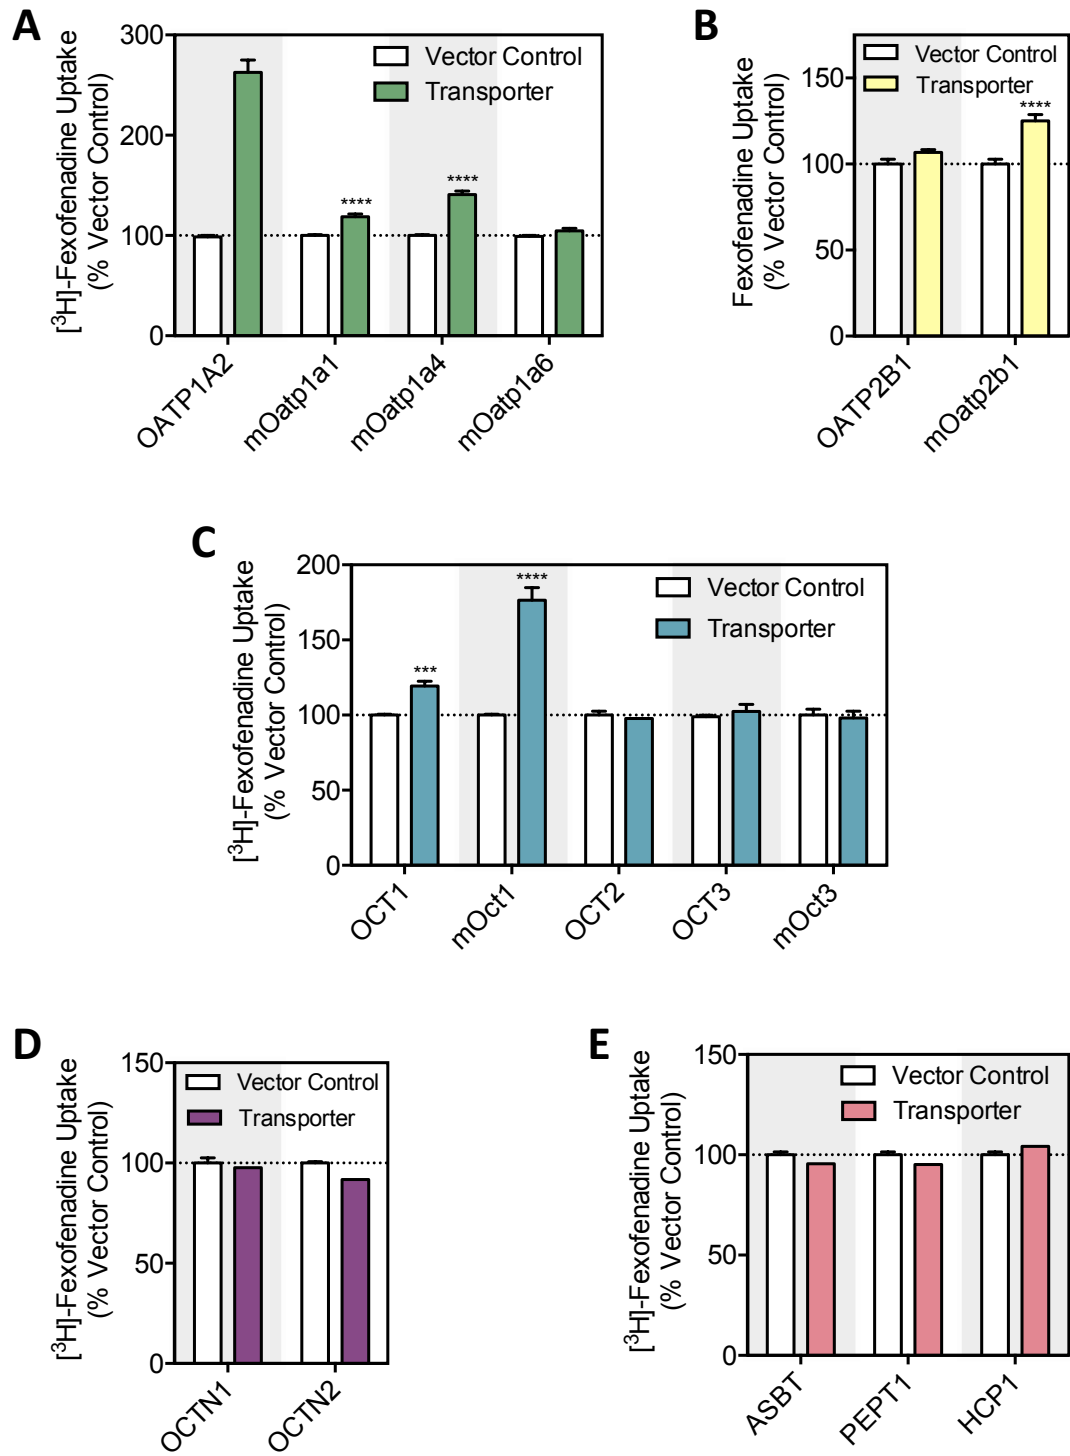 A
[³H]-Fexofenadine Uptake
(% Vector Control)
300
200
100
0
Vector Control
Transporter
****
****
OATP1A2
mOatp1a1
mOatp1a4
mOatp1a6
B
Fexofenadine Uptake
(% Vector Control)
150
100
50
0
Vector Control
Transporter
****
OATP2B1
mOatp2b1
C
[³H]-Fexofenadine Uptake
(% Vector Control)
200
150
100
50
0
Vector Control
Transporter
***
****
OCT1
mOct1
OCT2
OCT3
mOct3
D
[³H]-Fexofenadine Uptake
(% Vector Control)
150
100
50
0
Vector Control
Transporter
OCTN1
OCTN2
E
[³H]-Fexofenadine Uptake
(% Vector Control)
150
100
50
0
Vector Control
Transporter
ASBT
PEPT1
HCP1